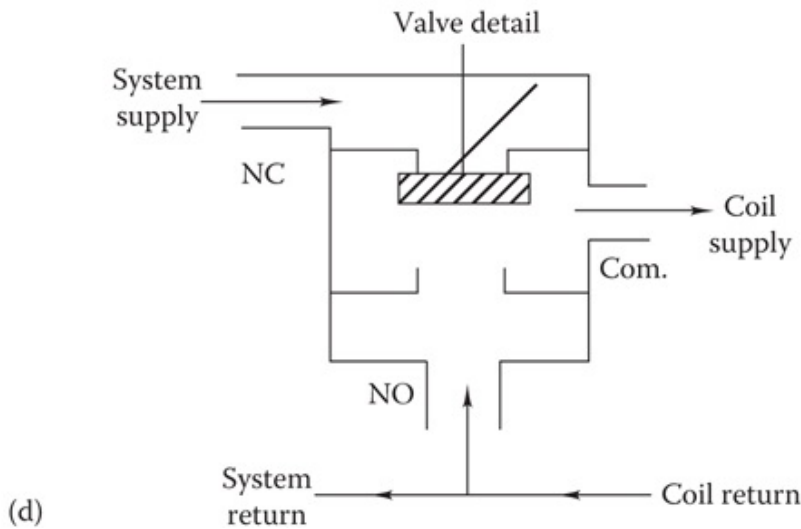 Valve detail
System
supply
NC
Coil
supply
Com.
NO
System
return
Coil return
(d)